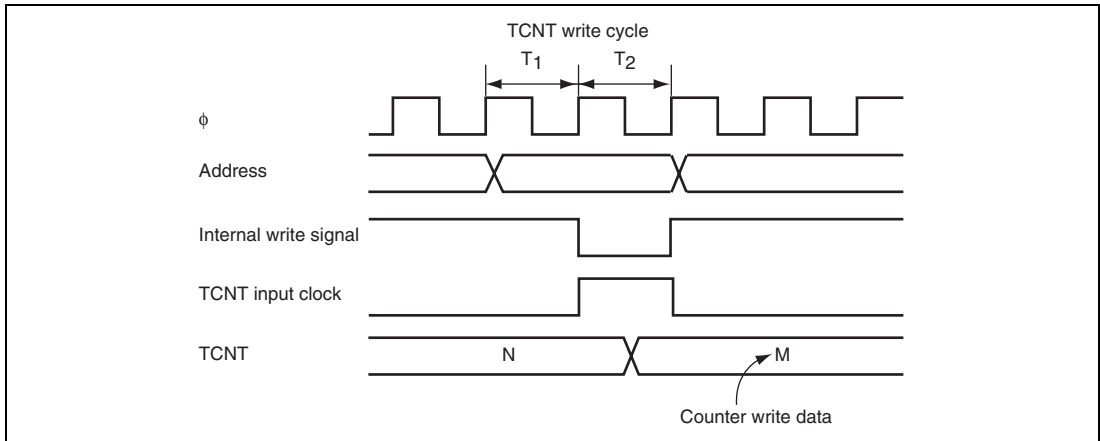 TCNT write cycle
T1 T2
ϕ
Address
Internal write signal
TCNT input clock
TCNT N M
Counter write data